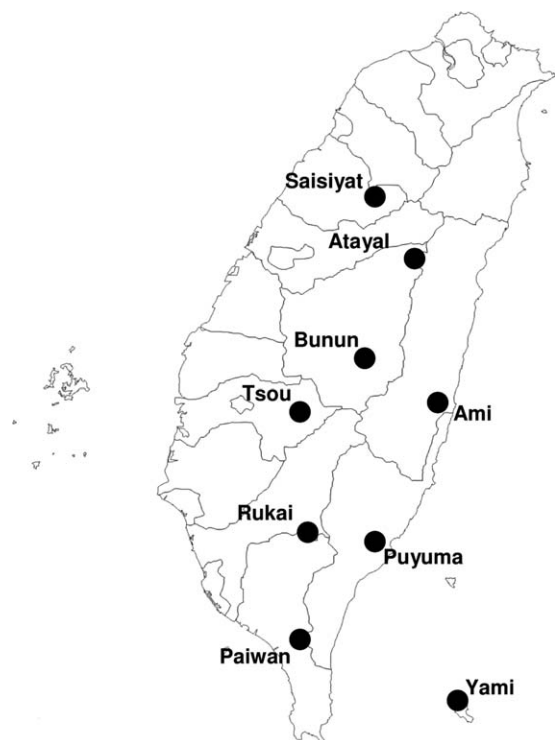 Saisiyat
Atayal
Bunun
Tsou
Ami
Rukai
Puyuma
Paiwan
Yami